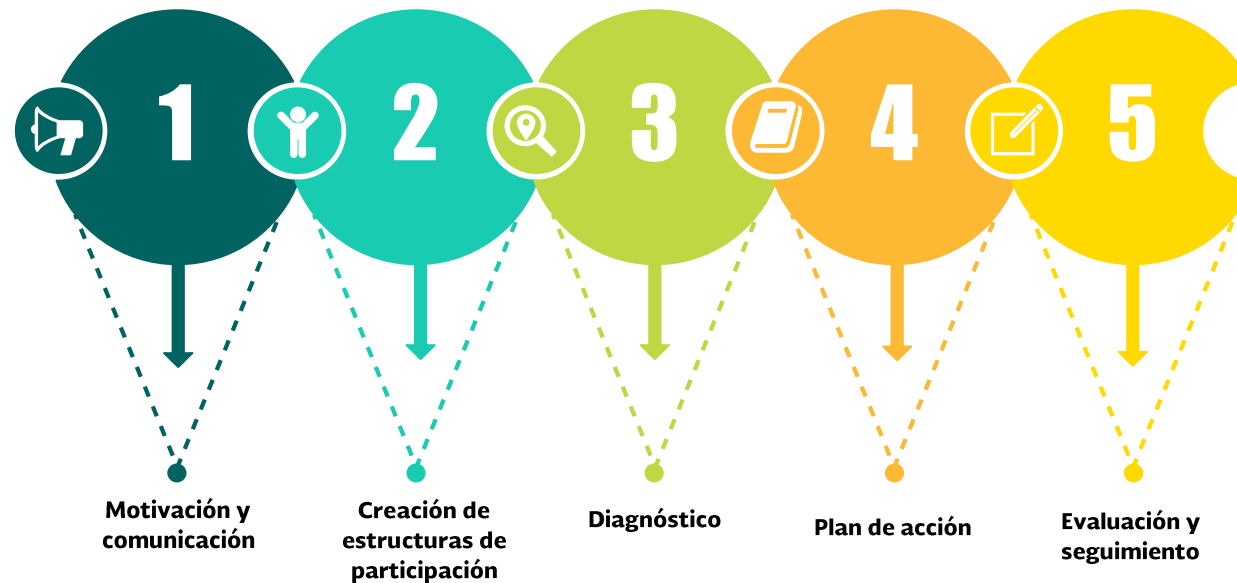 1
2
3
4
5
Motivación y
comunicación
Creación de
estructuras de
participación
Diagnóstico
Plan de acción
Evaluación y
seguimiento